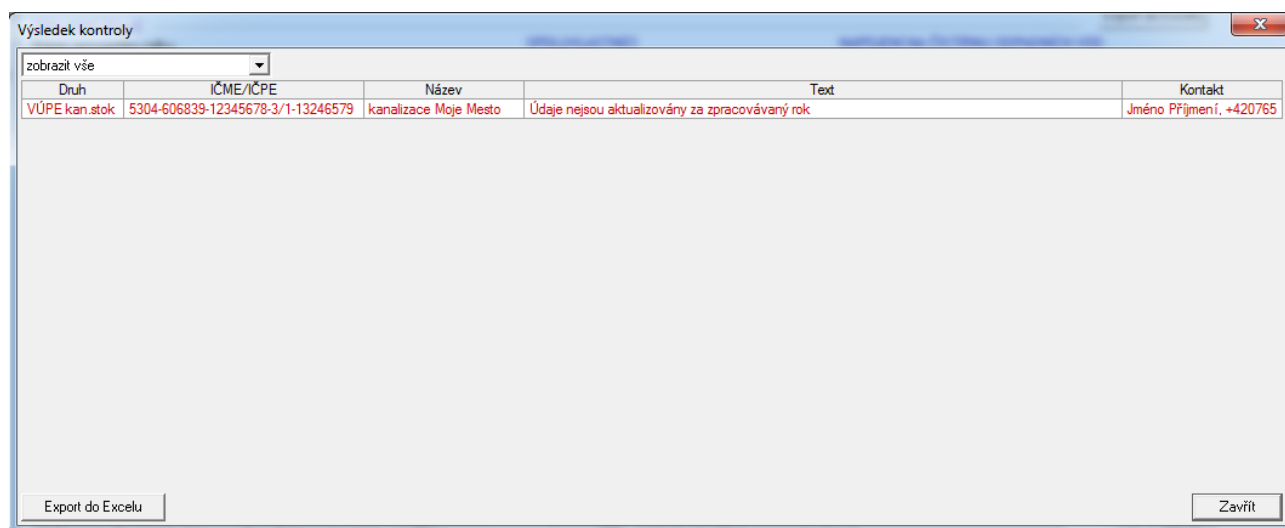 Výsledek kontroly
zobrazit vše
Druh IČME/IČPE Název Text Kontakt
VÚPE kan.stok 5304-606839-12345678-3/1-13246579 kanalizace Moje Mesto Údaje nejsou aktualizovány za zpracovávaný rok Jméno Příjmení, +420765
Export do Excelu Zavřít